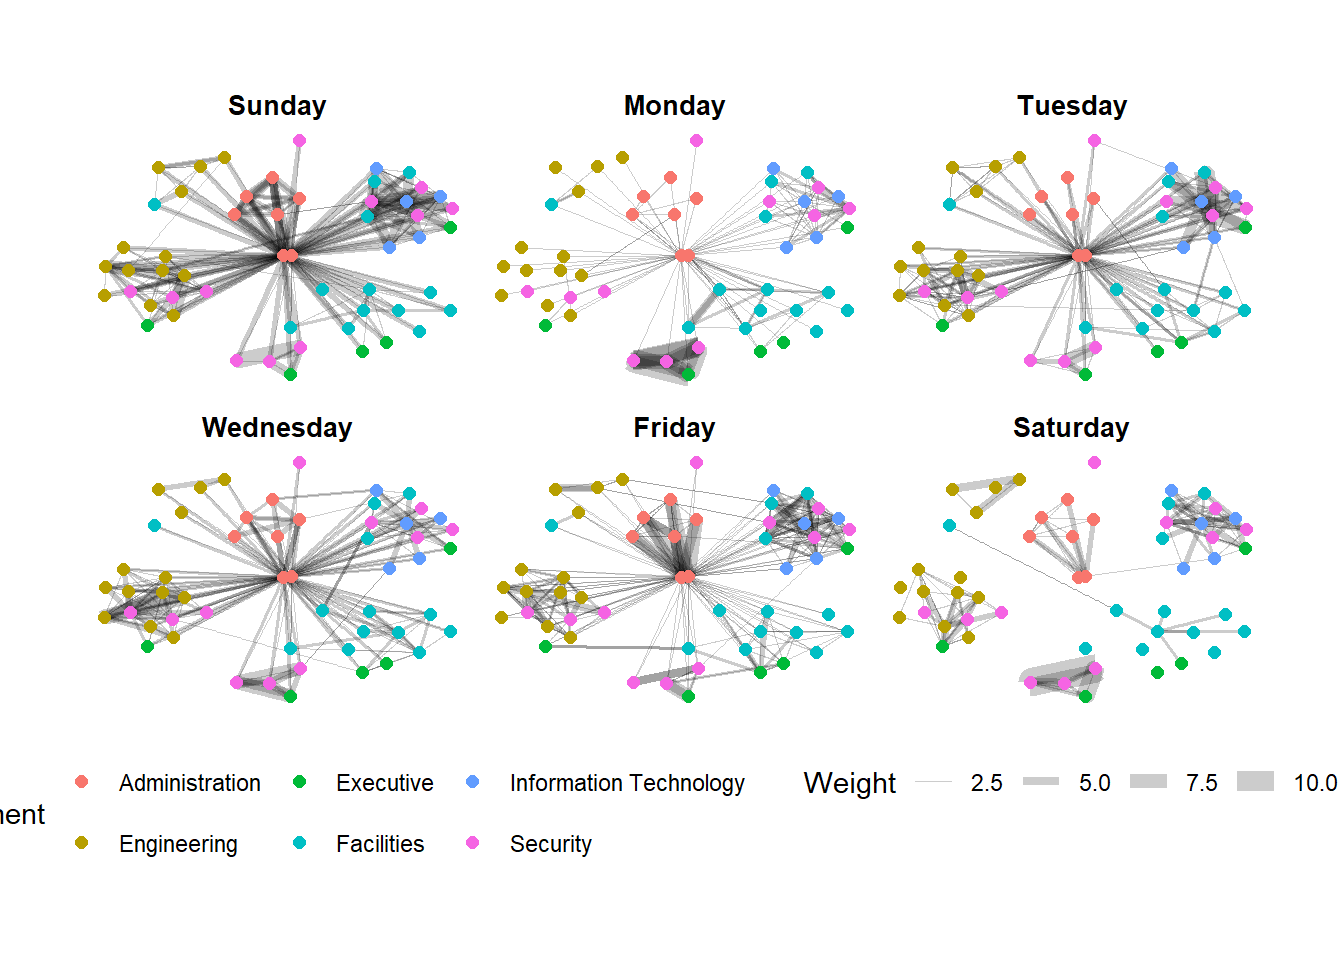 Sunday
Monday
Tuesday
Wednesday
Friday
Saturday
Administration
Executive
Information Technology
Weight
2.5
5.0
7.5
10.0
Engineering
Facilities
Security